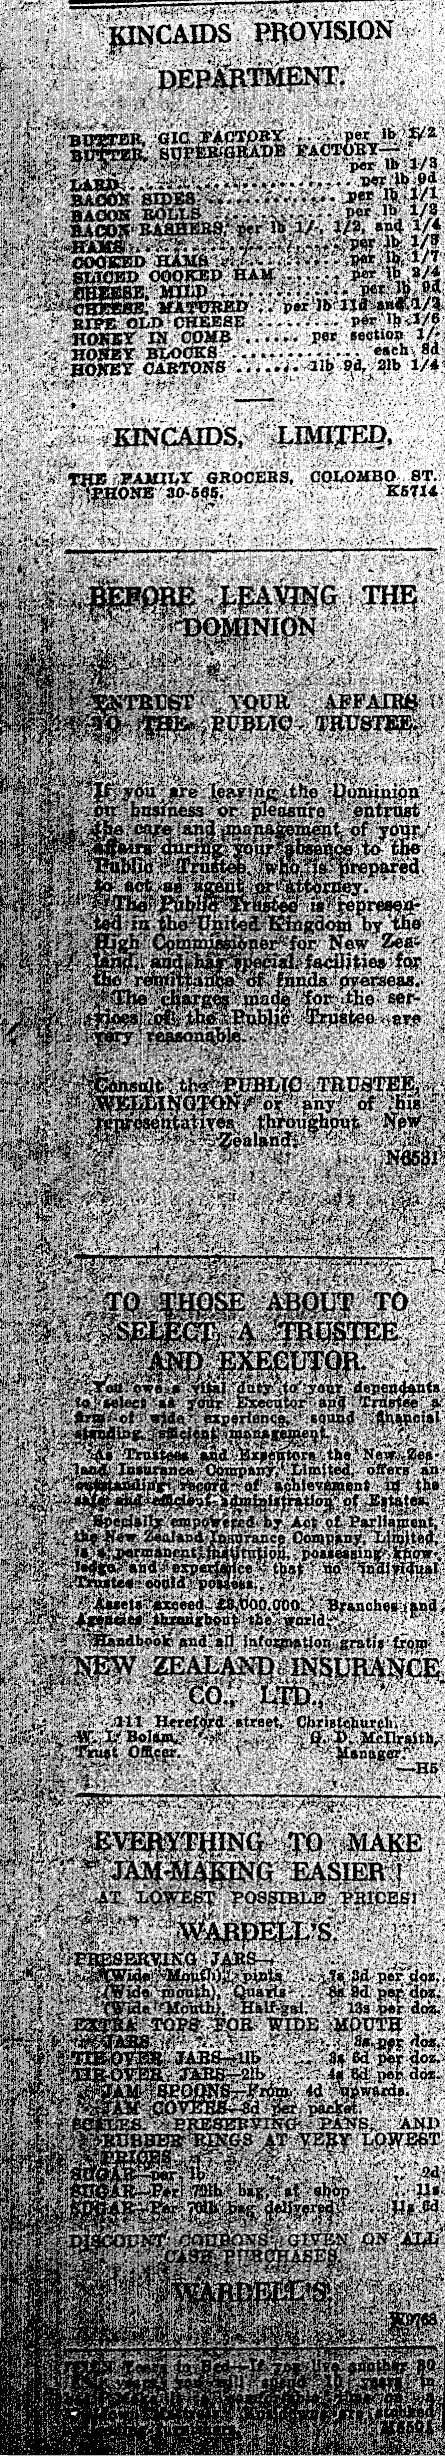 KINCAIDS PROVISION
DEPARTMENT.
BUTTER, GIC FACTORY ..... per lb 1/2
BUTTER, SUPER-GRADE FACTORY—
per lb 1/3
LARD ..................... per lb 9d
BACON SIDES .............. per lb 1/1
BACON ROLLS .............. per lb 1/2
BACON RASHERS, per lb 1/-, 1/2, and 1/4
HAMS ..................... per lb
COOKED HAMS .............. per lb 1/7
SLICED COOKED HAM ...... per lb 2/4
CHEESE, MILD ............. per lb 9d
CHEESE, MATURED .. per lb 11d and 1/2
RIPE OLD CHEESE ......... per lb 1/6
HONEY IN COMB ...... per section 1/-
HONEY BLOCKS .............. each 8d
HONEY CARTONS ....... 1lb 9d, 2lb 1/4
KINCAIDS, LIMITED,
THE FAMILY GROCERS, COLOMBO ST.
PHONE 30-565. K5714
BEFORE LEAVING THE
DOMINION
ENTRUST YOUR AFFAIRS
TO THE PUBLIC TRUSTEE.
If you are leaving the Dominion
on business or pleasure entrust
the care and management of your
affairs during your absence to the
Public Trustee, who is prepared
to act as agent or attorney.
The Public Trustee is represen-
ted in the United Kingdom by the
High Commissioner for New Zea-
land, and has special facilities for
the remittance of funds overseas.
The charges made for the ser-
vices of the Public Trustee are
very reasonable.
Consult the PUBLIC TRUSTEE,
WELLINGTON, or any of his
representatives throughout New
Zealand.
N6531
TO THOSE ABOUT TO
SELECT A TRUSTEE
AND EXECUTOR.
You owe a vital duty to your dependants
to select as your Executor and Trustee a
firm of wide experience, sound financial
standing, efficient management.
As Trustees and Executors the New Zea-
land Insurance Company, Limited, offers an
outstanding record of achievement in the
safe and efficient administration of Estates.
Specially empowered by Act of Parliament,
the New Zealand Insurance Company, Limited,
is a permanent institution, possessing know-
ledge and experience that no individual
Trustee could possess.
Assets exceed £3,000,000. Branches and
Agencies throughout the world.
Handbook and all information gratis from
NEW ZEALAND INSURANCE
CO., LTD.,
111 Hereford street, Christchurch.
W. L. Bolam, G. D. McIlraith,
Trust Officer. Manager.
—H5
EVERYTHING TO MAKE
JAM-MAKING EASIER!
AT LOWEST POSSIBLE PRICES!
WARDELL'S.
PRESERVING JARS—
(Wide Mouth), pints .. 7s 3d per doz.
(Wide mouth), Quarts 8s 9d per doz.
(Wide Mouth), Half-gal. 13s per doz.
EXTRA TOPS FOR WIDE MOUTH
JARS .. per doz.
TIE-OVER JARS—1lb .. 3s 6d per doz.
TIE-OVER JARS—2lb .. 4s 6d per doz.
JAM SPOONS—From 4d upwards.
JAM COVERS—3d per packet.
SCALES, PRESERVING PANS, AND
RUBBER RINGS AT VERY LOWEST
PRICES.
SUGAR—per lb .. 2d
SUGAR—Per 70lb bag, at shop .. 11s
SUGAR—Per 70lb bag delivered .. 11s 6d
DISCOUNT COUPONS GIVEN ON ALL
CASH PURCHASES.
WARDELL'S.
W9768
Years in Bed—If you live another 30
years you will spend 10 years in